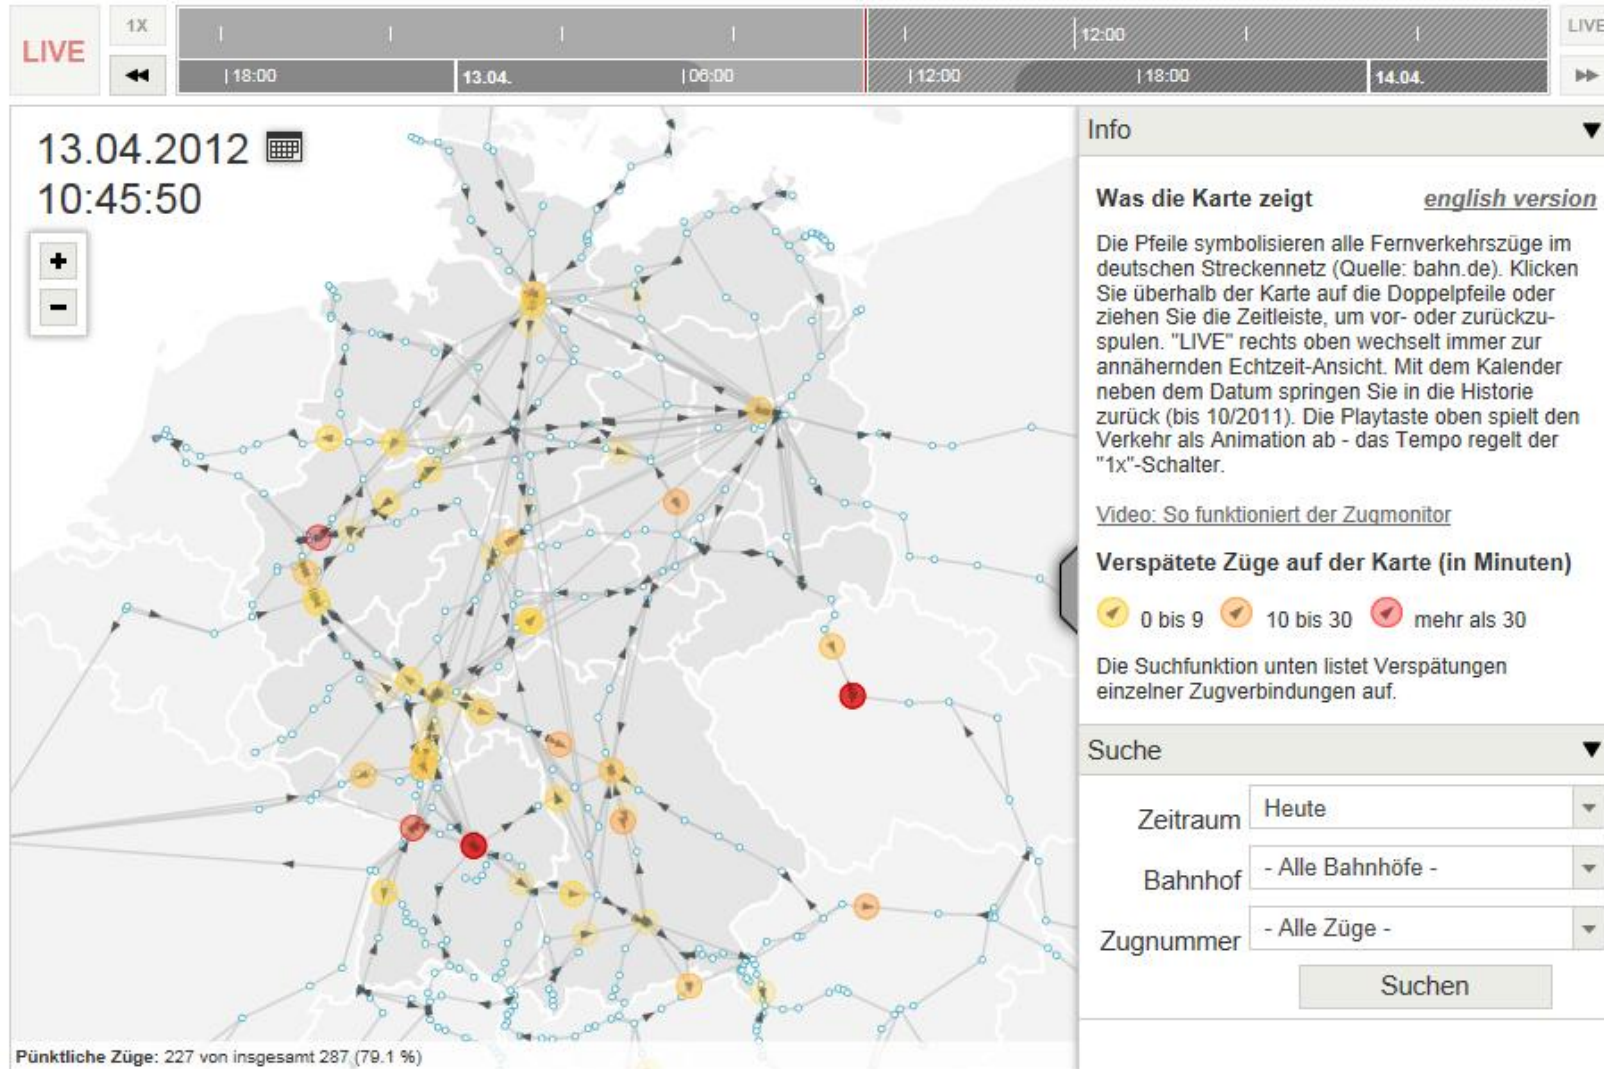 LIVE
1X
12:00
LIVE
18:00
13.04.
06:00
12:00
18:00
14.04.
13.04.2012
10:45:50
+
-
Info
Was die Karte zeigt
english version
Die Pfeile symbolisieren alle Fernverkehrszüge im
deutschen Streckennetz (Quelle: bahn.de). Klicken
Sie überhalb der Karte auf die Doppelpfeile oder
ziehen Sie die Zeitleiste, um vor- oder zurückzu-
spulen. "LIVE" rechts oben wechselt immer zur
annähernden Echtzeit-Ansicht. Mit dem Kalender
neben dem Datum springen Sie in die Historie
zurück (bis 10/2011). Die Playtaste oben spielt den
Verkehr als Animation ab - das Tempo regelt der
"1x"-Schalter.
Video: So funktioniert der Zugmonitor
Verspätete Züge auf der Karte (in Minuten)
0 bis 9
10 bis 30
mehr als 30
Die Suchfunktion unten listet Verspätungen
einzelner Zugverbindungen auf.
Suche
Zeitraum
Heute
Bahnhof
- Alle Bahnhöfe -
Zugnummer
- Alle Züge -
Suchen
Pünktliche Züge: 227 von insgesamt 287 (79.1 %)